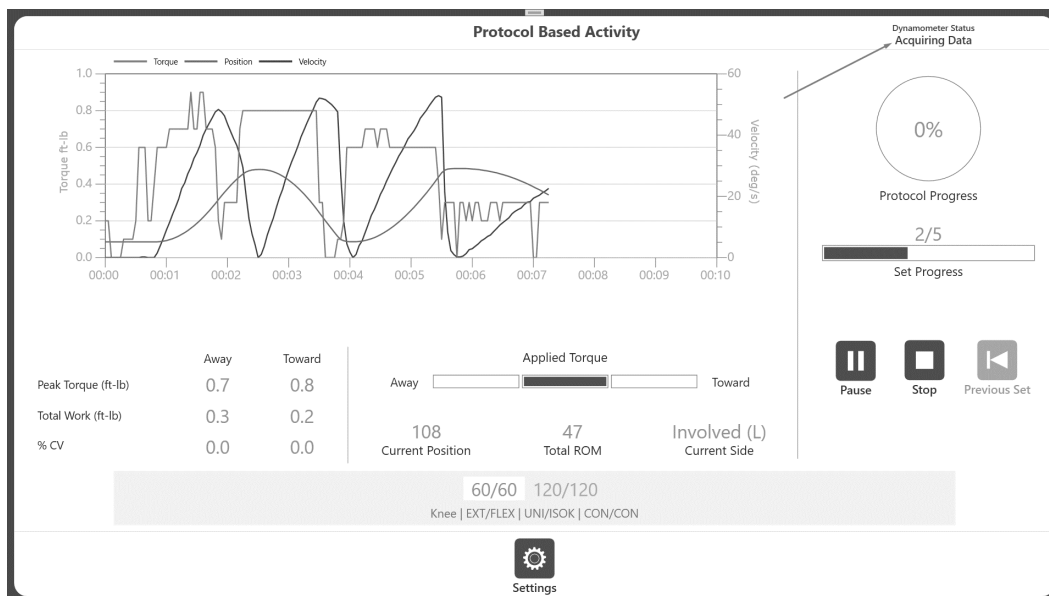 Protocol Based Activity
Dynamometer Status
Acquiring Data
Torque Position Velocity
1.0
0.8
0.6
0.4
0.2
0.0
Torque ft-lb
60
40
20
0
Velocity (deg/s)
00:00 00:01 00:02 00:03 00:04 00:05 00:06 00:07 00:08 00:09 00:10
0%
Protocol Progress
2/5
Set Progress
Pause Stop Previous Set
Away Toward
Peak Torque (ft-lb) 0.7 0.8
Total Work (ft-lb) 0.3 0.2
% CV 0.0 0.0
Applied Torque
Away Toward
108 47 Involved (L)
Current Position Total ROM Current Side
60/60 120/120
Knee | EXT/FLEX | UNI/ISOK | CON/CON
Settings